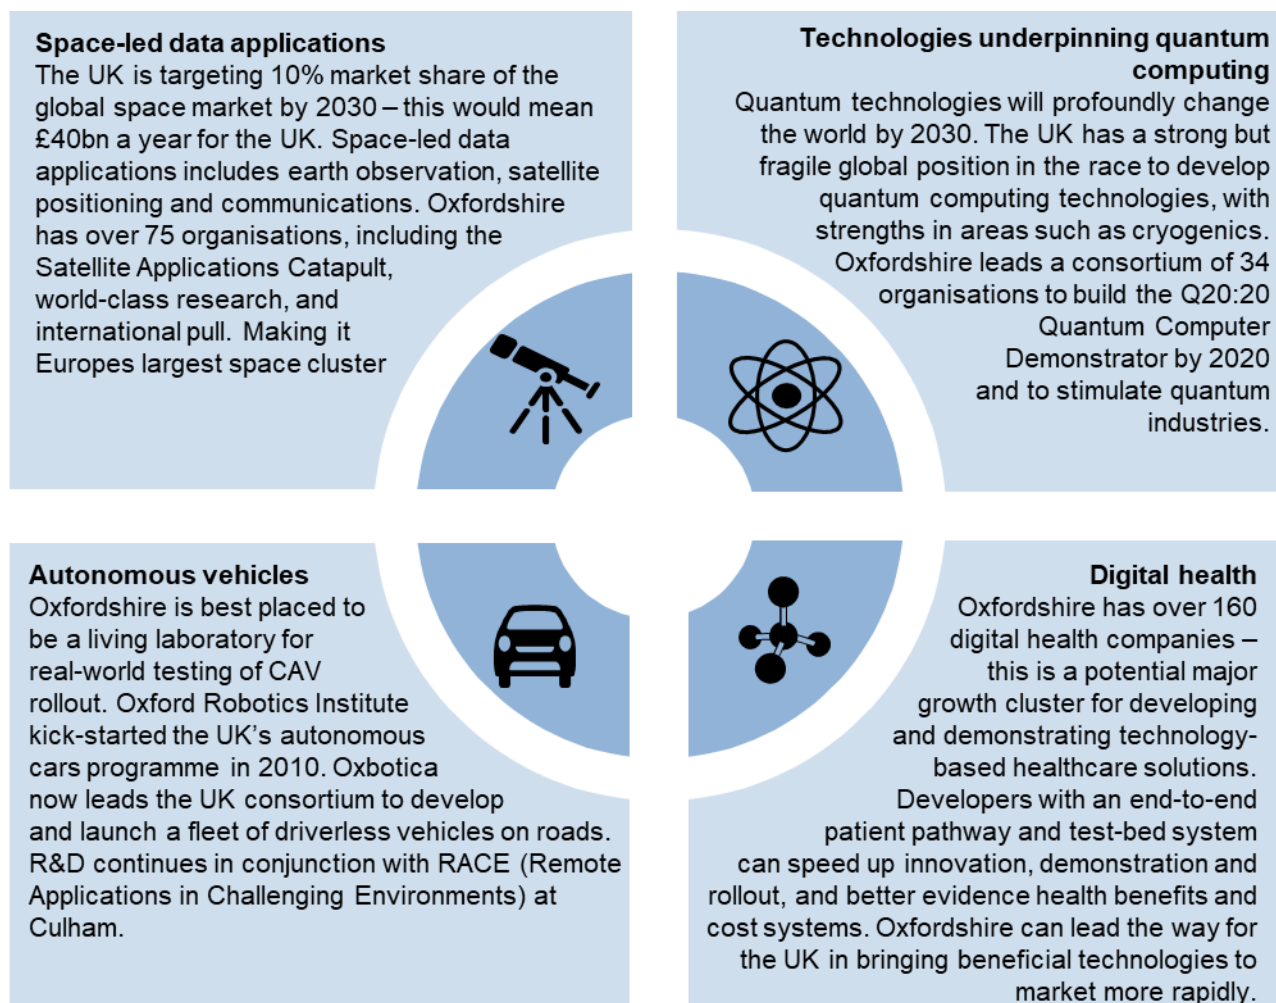 Space-led data applications
The UK is targeting 10% market share of the
global space market by 2030 – this would mean
£40bn a year for the UK. Space-led data
applications includes earth observation, satellite
positioning and communications. Oxfordshire
has over 75 organisations, including the
Satellite Applications Catapult,
world-class research, and
international pull. Making it
Europes largest space cluster
Technologies underpinning quantum
computing
Quantum technologies will profoundly change
the world by 2030. The UK has a strong but
fragile global position in the race to develop
quantum computing technologies, with
strengths in areas such as cryogenics.
Oxfordshire leads a consortium of 34
organisations to build the Q20:20
Quantum Computer
Demonstrator by 2020
and to stimulate quantum
industries.
Autonomous vehicles
Oxfordshire is best placed to
be a living laboratory for
real-world testing of CAV
rollout. Oxford Robotics Institute
kick-started the UK’s autonomous
cars programme in 2010. Oxbotica
now leads the UK consortium to develop
and launch a fleet of driverless vehicles on roads.
R&D continues in conjunction with RACE (Remote
Applications in Challenging Environments) at
Culham.
Digital health
Oxfordshire has over 160
digital health companies –
this is a potential major
growth cluster for developing
and demonstrating technology-
based healthcare solutions.
Developers with an end-to-end
patient pathway and test-bed system
can speed up innovation, demonstration and
rollout, and better evidence health benefits and
cost systems. Oxfordshire can lead the way for
the UK in bringing beneficial technologies to
market more rapidly.